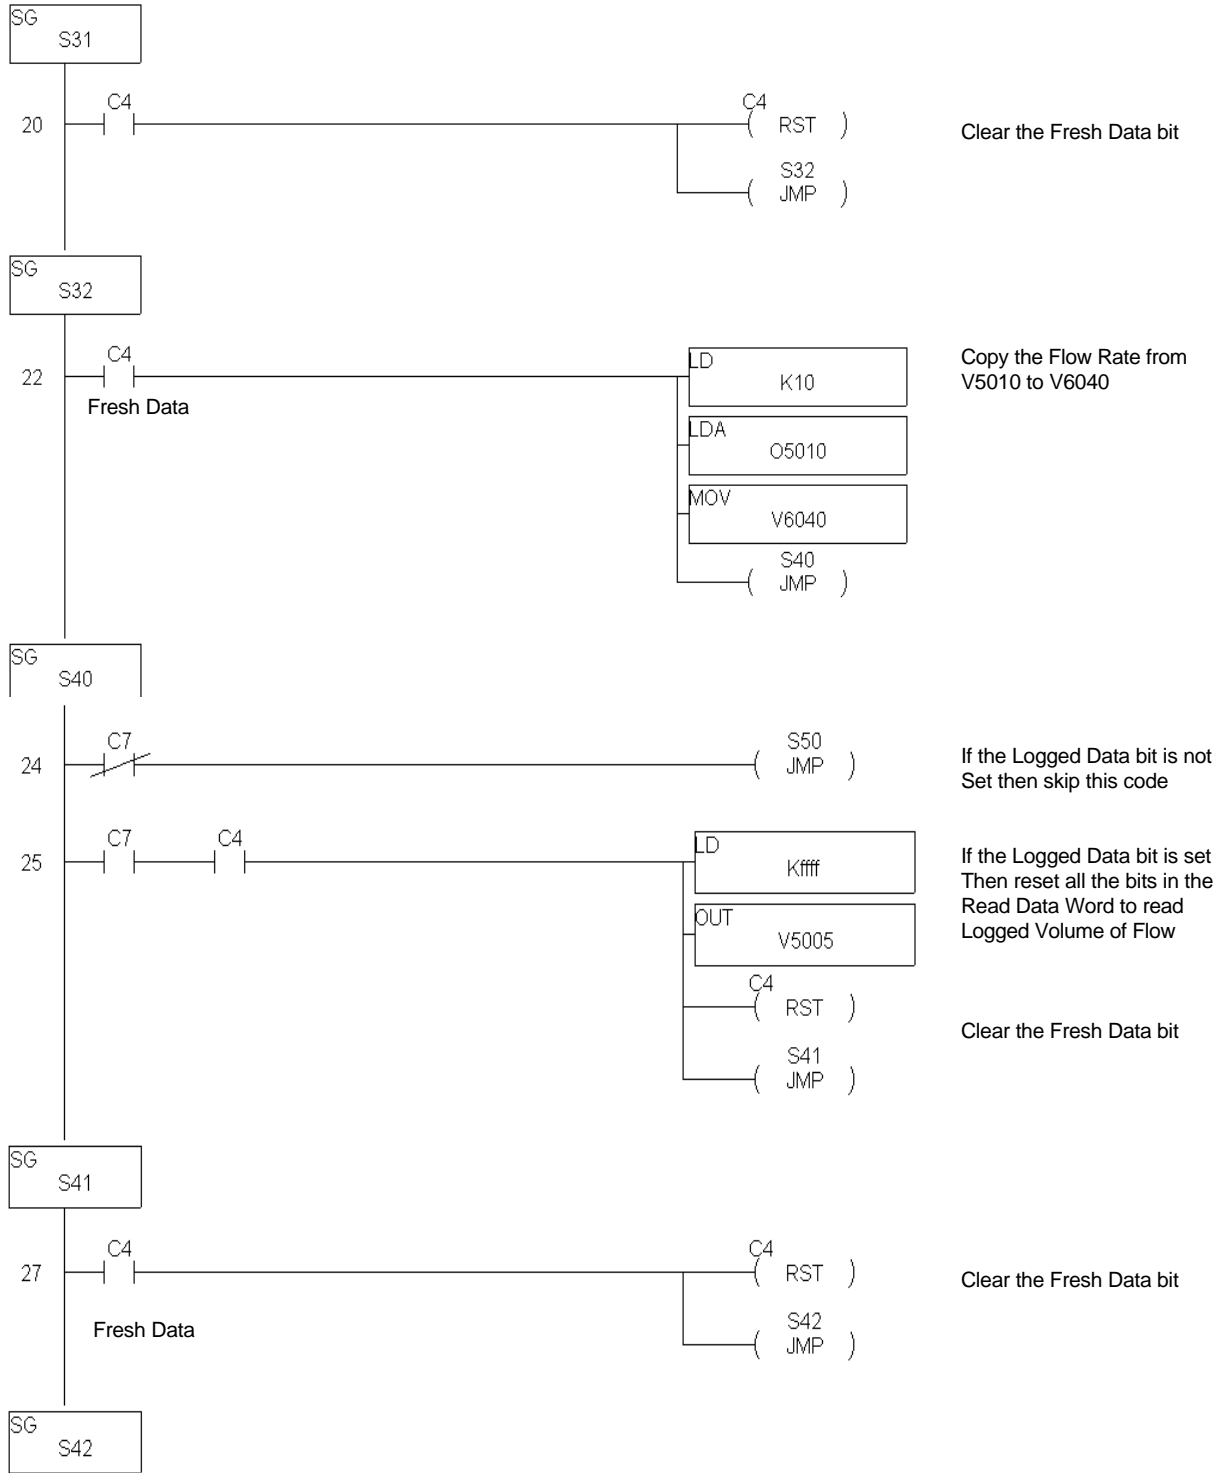 SG
S31
C4
20
C4
( RST )
Clear the Fresh Data bit
S32
( JMP )
SG
S32
C4
22
Fresh Data
LD
K10
Copy the Flow Rate from
V5010 to V6040
LDA
O5010
MOV
V6040
S40
( JMP )
SG
S40
C7
24
S50
( JMP )
If the Logged Data bit is not
Set then skip this code
C7
C4
25
LD
Kffff
If the Logged Data bit is set
Then reset all the bits in the
Read Data Word to read
Logged Volume of Flow
OUT
V5005
C4
( RST )
Clear the Fresh Data bit
S41
( JMP )
SG
S41
C4
27
Fresh Data
C4
( RST )
Clear the Fresh Data bit
S42
( JMP )
SG
S42